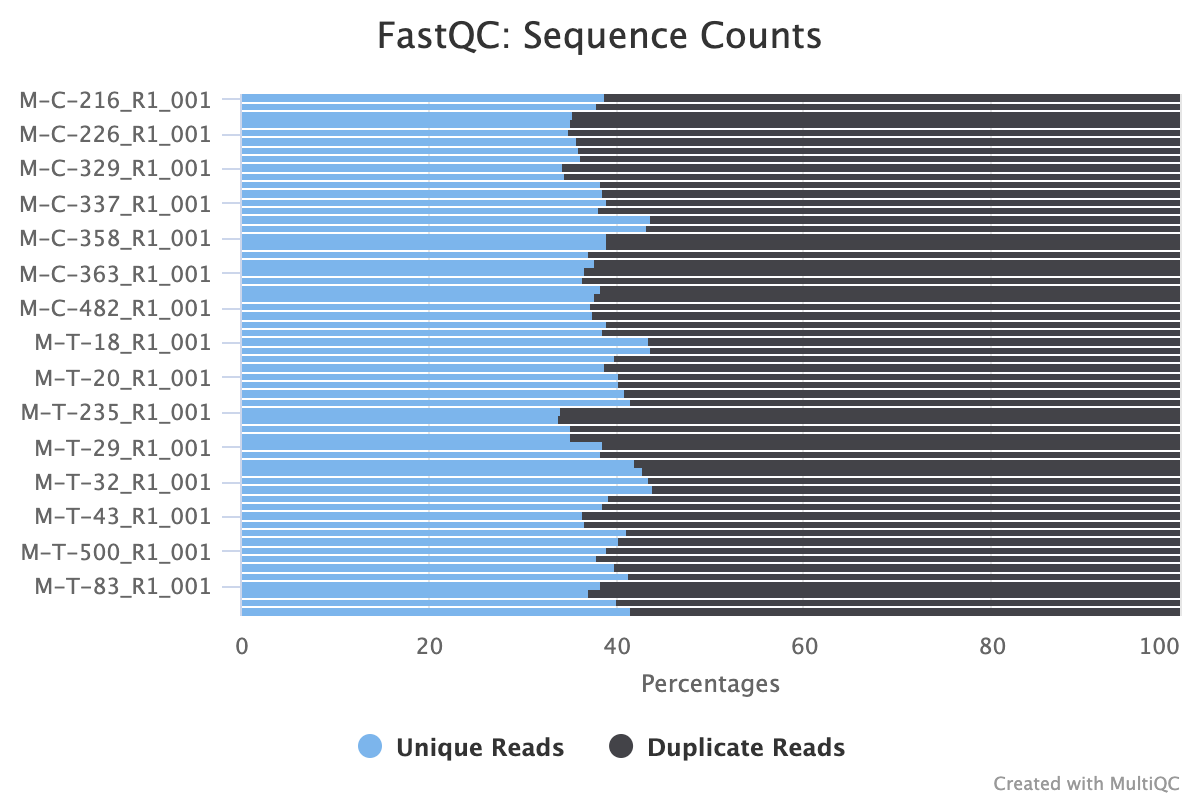 FastQC: Sequence Counts
M-C-216_R1_001
M-C-226_R1_001
M-C-329_R1_001
M-C-337_R1_001
M-C-358_R1_001
M-C-363_R1_001
M-C-482_R1_001
M-T-18_R1_001
M-T-20_R1_001
M-T-235_R1_001
M-T-29_R1_001
M-T-32_R1_001
M-T-43_R1_001
M-T-500_R1_001
M-T-83_R1_001
0 20 40 60 80 100
Percentages
Unique Reads Duplicate Reads
Created with MultiQC